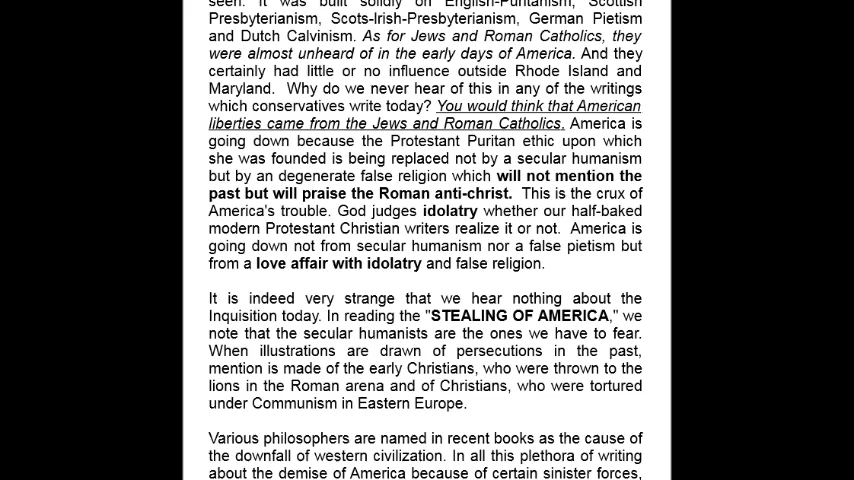 seen. It was built solidly on English-Puritanism, Scottish
Presbyterianism, Scots-Irish-Presbyterianism, German Pietism
and Dutch Calvinism. As for Jews and Roman Catholics, they
were almost unheard of in the early days of America. And they
certainly had little or no influence outside Rhode Island and
Maryland. Why do we never hear of this in any of the writings
which conservatives write today? You would think that American
liberties came from the Jews and Roman Catholics. America is
going down because the Protestant Puritan ethic upon which
she was founded is being replaced not by a secular humanism
but by an degenerate false religion which will not mention the
past but will praise the Roman anti-christ. This is the crux of
America's trouble. God judges idolatry whether our half-baked
modern Protestant Christian writers realize it or not. America is
going down not from secular humanism nor a false pietism but
from a love affair with idolatry and false religion.
It is indeed very strange that we hear nothing about the
Inquisition today. In reading the "STEALING OF AMERICA," we
note that the secular humanists are the ones we have to fear.
When illustrations are drawn of persecutions in the past,
mention is made of the early Christians, who were thrown to the
lions in the Roman arena and of Christians, who were tortured
under Communism in Eastern Europe.
Various philosophers are named in recent books as the cause of
the downfall of western civilization. In all this plethora of writing
about the demise of America because of certain sinister forces,